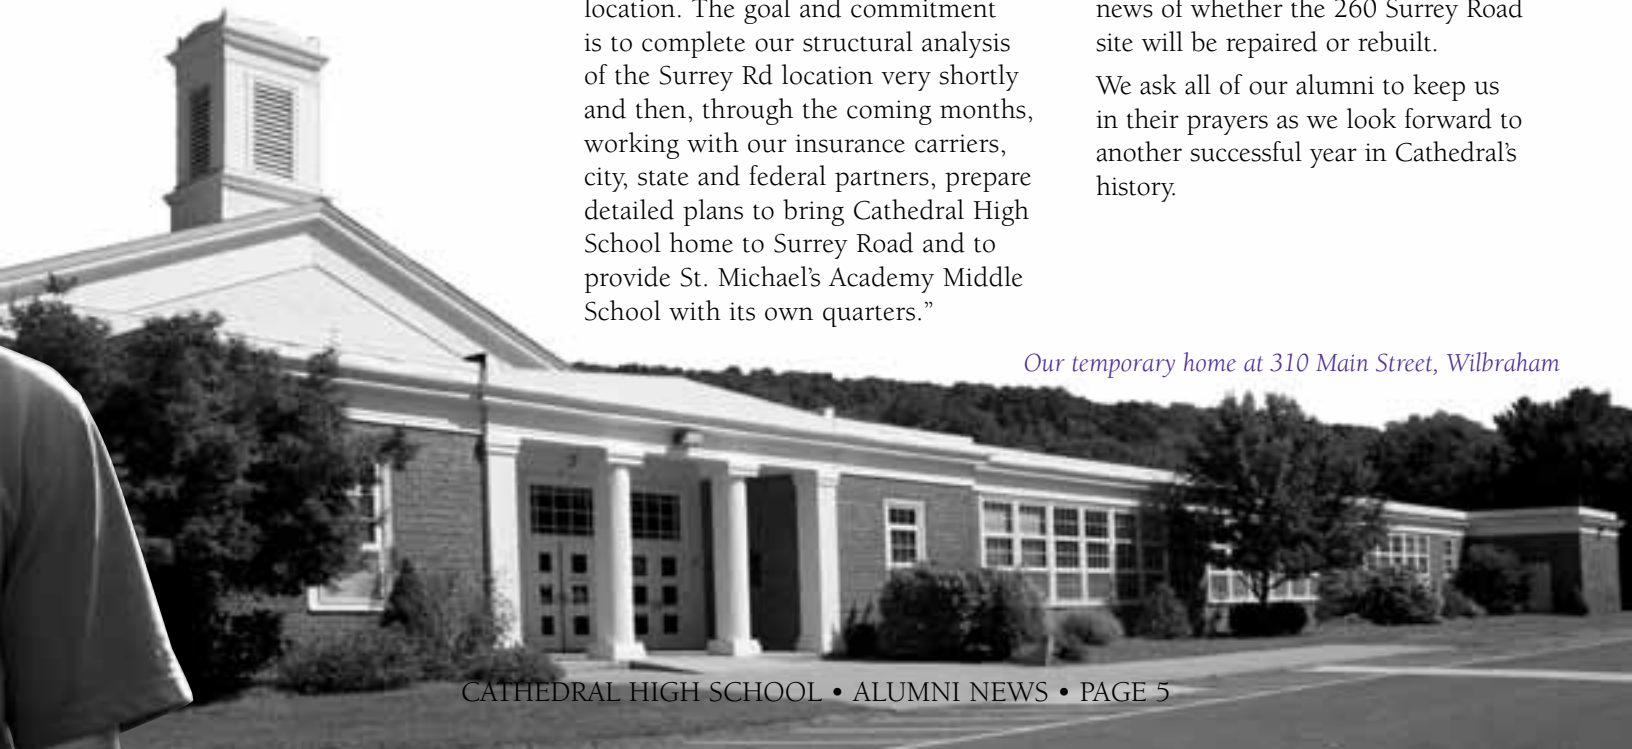 location. The goal and commitment
is to complete our structural analysis
of the Surrey Rd location very shortly
and then, through the coming months,
working with our insurance carriers,
city, state and federal partners, prepare
detailed plans to bring Cathedral High
School home to Surrey Road and to
provide St. Michael’s Academy Middle
School with its own quarters.”
news of whether the 260 Surrey Road
site will be repaired or rebuilt.
We ask all of our alumni to keep us
in their prayers as we look forward to
another successful year in Cathedral’s
history.
Our temporary home at 310 Main Street, Wilbraham
CATHEDRAL HIGH SCHOOL • ALUMNI NEWS • PAGE 5